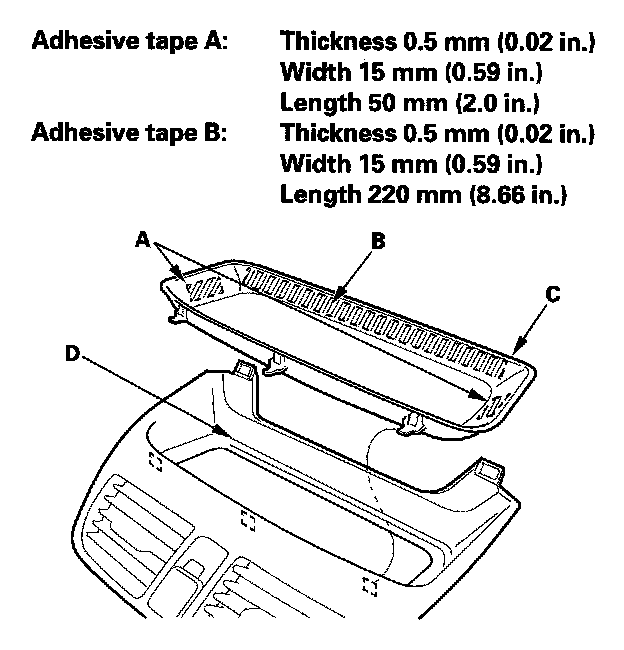 Adhesive tape A: Thickness 0.5 mm (0.02 in.)
Width 15 mm (0.59 in.)
Length 50 mm (2.0 in.)
Adhesive tape B: Thickness 0.5 mm (0.02 in.)
Width 15 mm (0.59 in.)
Length 220 mm (8.66 in.)
A
B
C
D